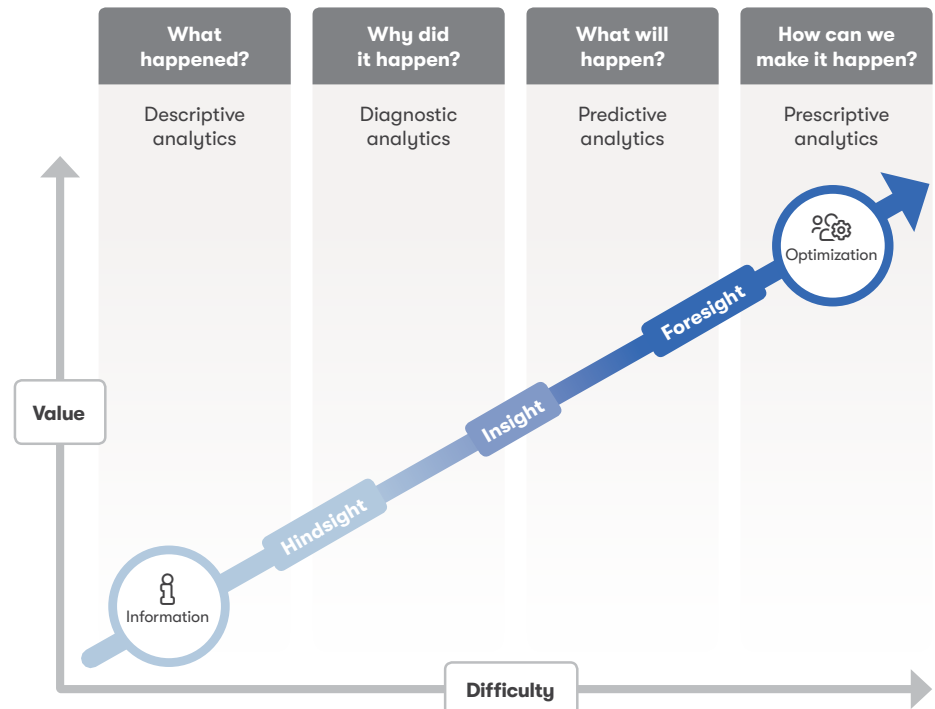 What
happened?
Why did
it happen?
What will
happen?
How can we
make it happen?
Descriptive
analytics
Diagnostic
analytics
Predictive
analytics
Prescriptive
analytics
Optimization
Foresight
Insight
Value
Hindsight
Information
Difficulty